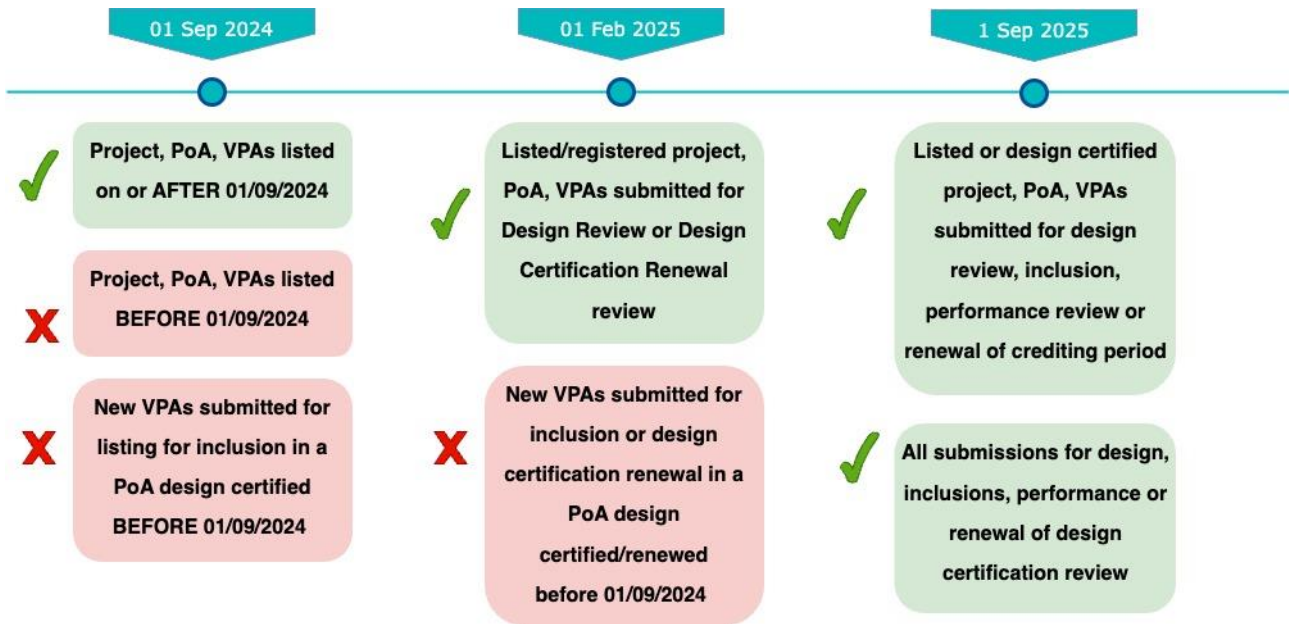 01 Sep 2024
01 Feb 2025
1 Sep 2025
Project, PoA, VPAs listed
on or AFTER 01/09/2024
Project, PoA, VPAs listed
BEFORE 01/09/2024
New VPAs submitted for
listing for inclusion in a
PoA design certified
BEFORE 01/09/2024
Listed/registered project,
PoA, VPAs submitted for
Design Review or Design
Certification Renewal
review
New VPAs submitted for
inclusion or design
certification renewal in a
PoA design
certified/renewed
before 01/09/2024
Listed or design certified
project, PoA, VPAs
submitted for design
review, inclusion,
performance review or
renewal of crediting period
All submissions for design,
inclusions, performance or
renewal of design
certification review